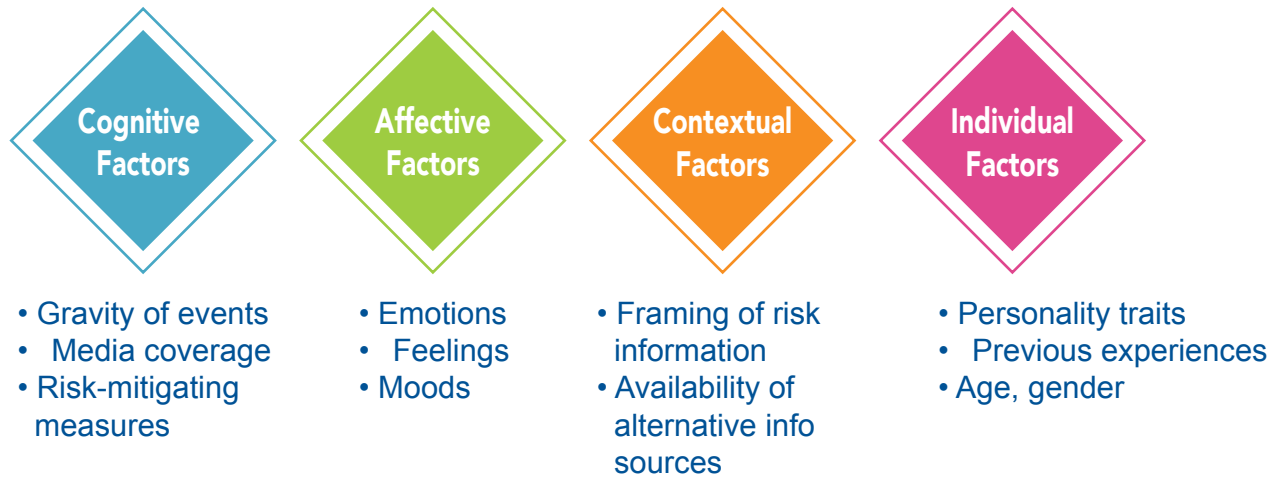 Cognitive
Factors
• Gravity of events
• Media coverage
• Risk-mitigating
measures
Affective
Factors
• Emotions
• Feelings
• Moods
Contextual
Factors
• Framing of risk
information
• Availability of
alternative info
sources
Individual
Factors
• Personality traits
• Previous experiences
• Age, gender